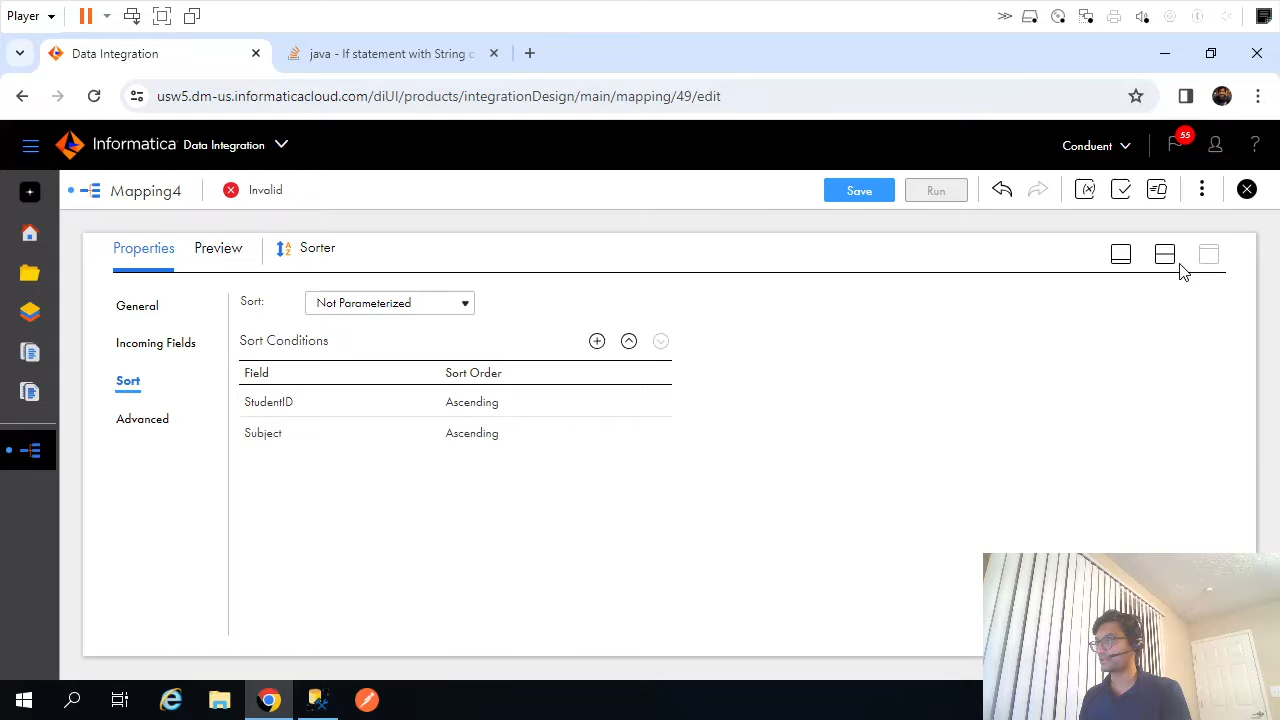 Player
Data Integration
java - If statement with String c
usw5.dm-us.informaticacloud.com/diUI/products/integrationDesign/main/mapping/49/edit
Informatica Data Integration
Conduent
55
?
Mapping4
Invalid
Save
Run
Properties
Preview
Sorter
General
Incoming Fields
Sort
Advanced
Sort:
Not Parameterized
Sort Conditions
Field Sort Order
StudentID Ascending
Subject Ascending